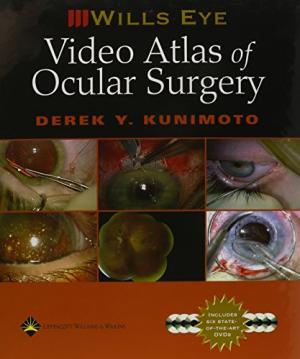 WILLS EYE
Video Atlas of
Ocular Surgery
DEREK Y. KUNIMOTO
LIPPINCOTT WILLIAMS & WILKINS
INCLUDES
SIX STATE-
OF-THE-ART
DVDs